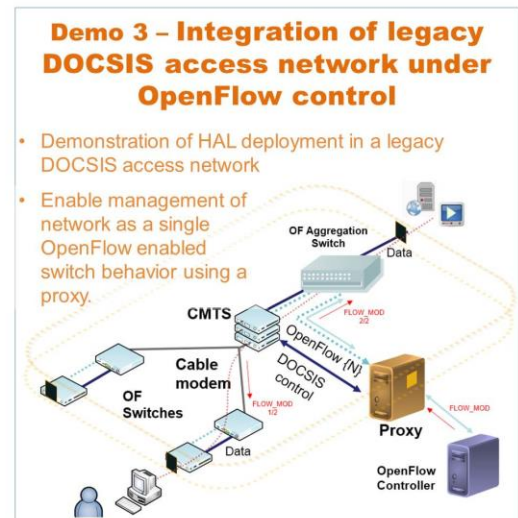 Demo 3 – Integration of legacy
DOCSIS access network under
OpenFlow control
• Demonstration of HAL deployment in a legacy
DOCSIS access network
• Enable management of
network as a single
OpenFlow enabled
switch behavior using a
proxy.
OF Aggregation
Switch
Data
CMTS
FLOW_MOD
2/2
OpenFlow {N}
DOCSIS
control
Cable
modem
OF
Switches
FLOW_MOD
1/2
Data
FLOW_MOD
Proxy
OpenFlow
Controller